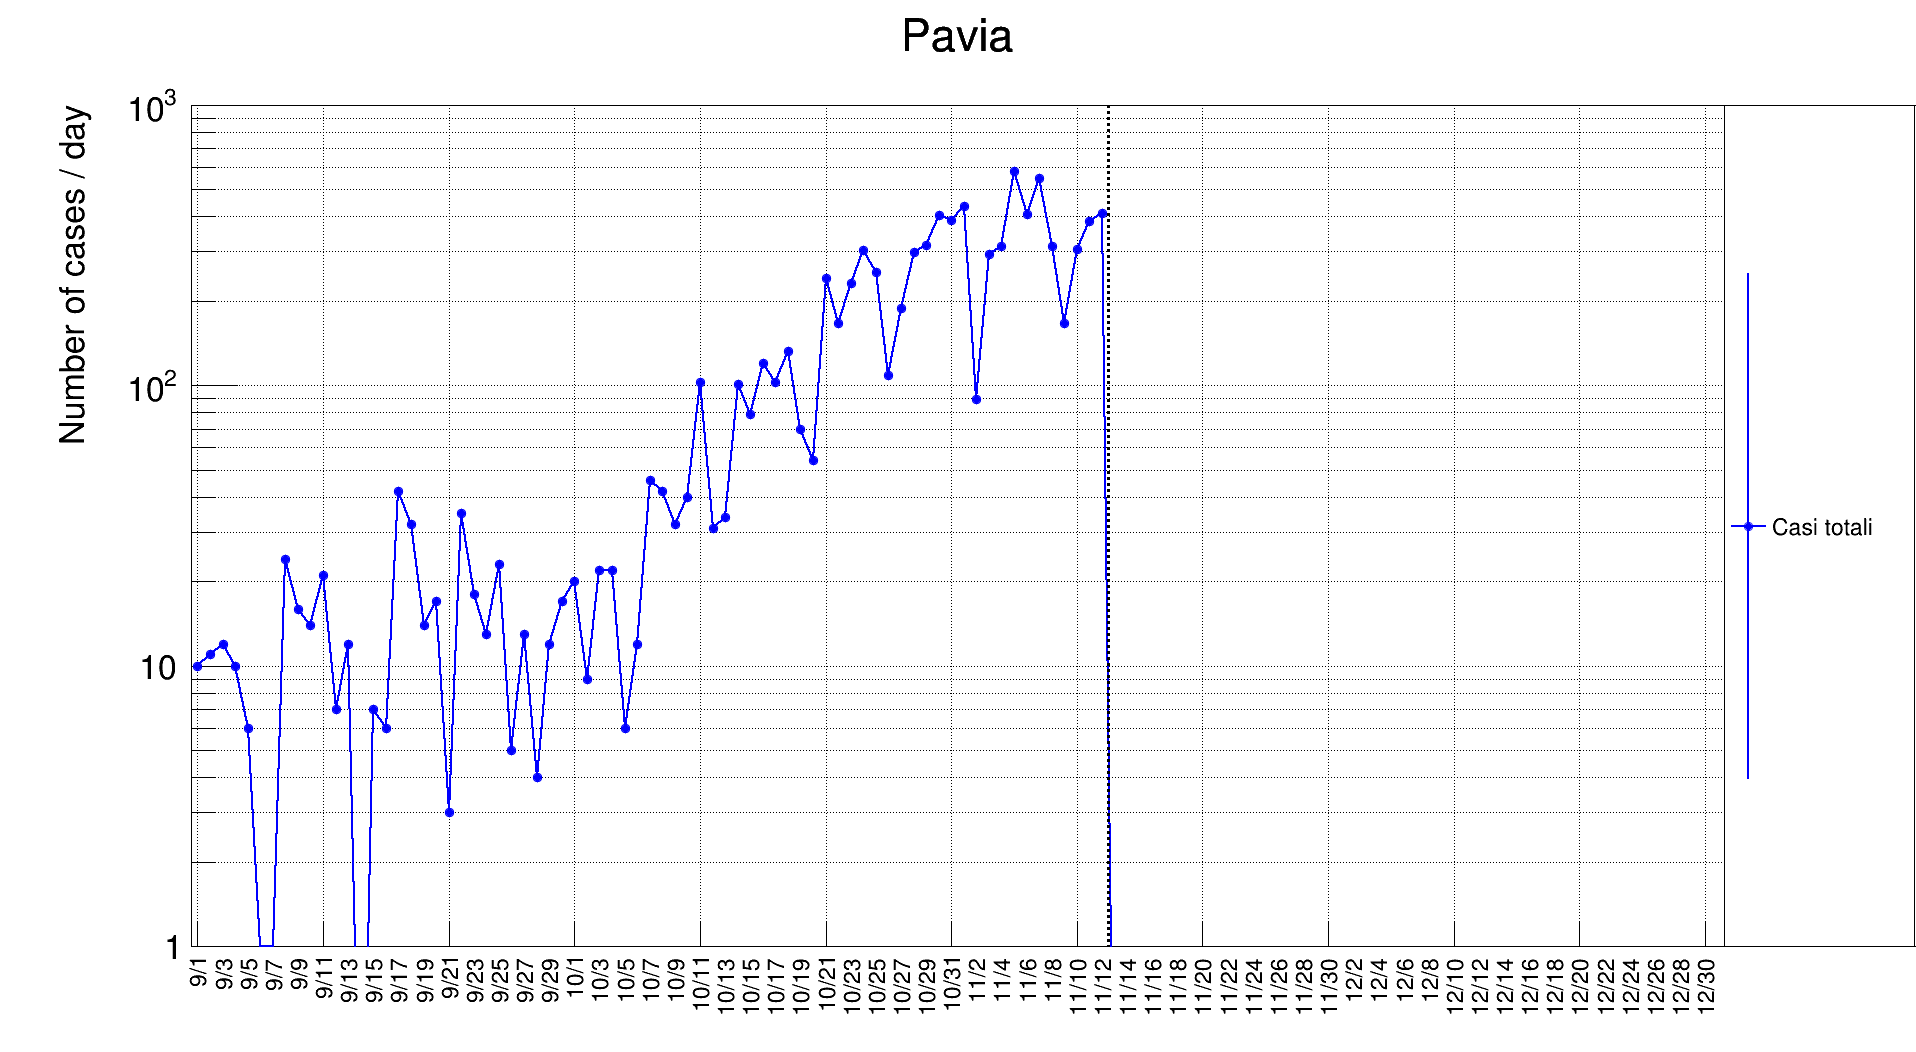 Pavia
Number of cases / day
10³
10²
10
1
9/1 9/3 9/5 9/7 9/9 9/11 9/13 9/15 9/17 9/19 9/21 9/23 9/25 9/27 9/29 10/1 10/3 10/5 10/7 10/9 10/11 10/13 10/15 10/17 10/19 10/21 10/23 10/25 10/27 10/29 10/31 11/2 11/4 11/6 11/8 11/10 11/12 11/14 11/16 11/18 11/20 11/22 11/24 11/26 11/28 11/30 12/2 12/4 12/6 12/8 12/10 12/12 12/14 12/16 12/18 12/20 12/22 12/24 12/26 12/28 12/30
Casi totali